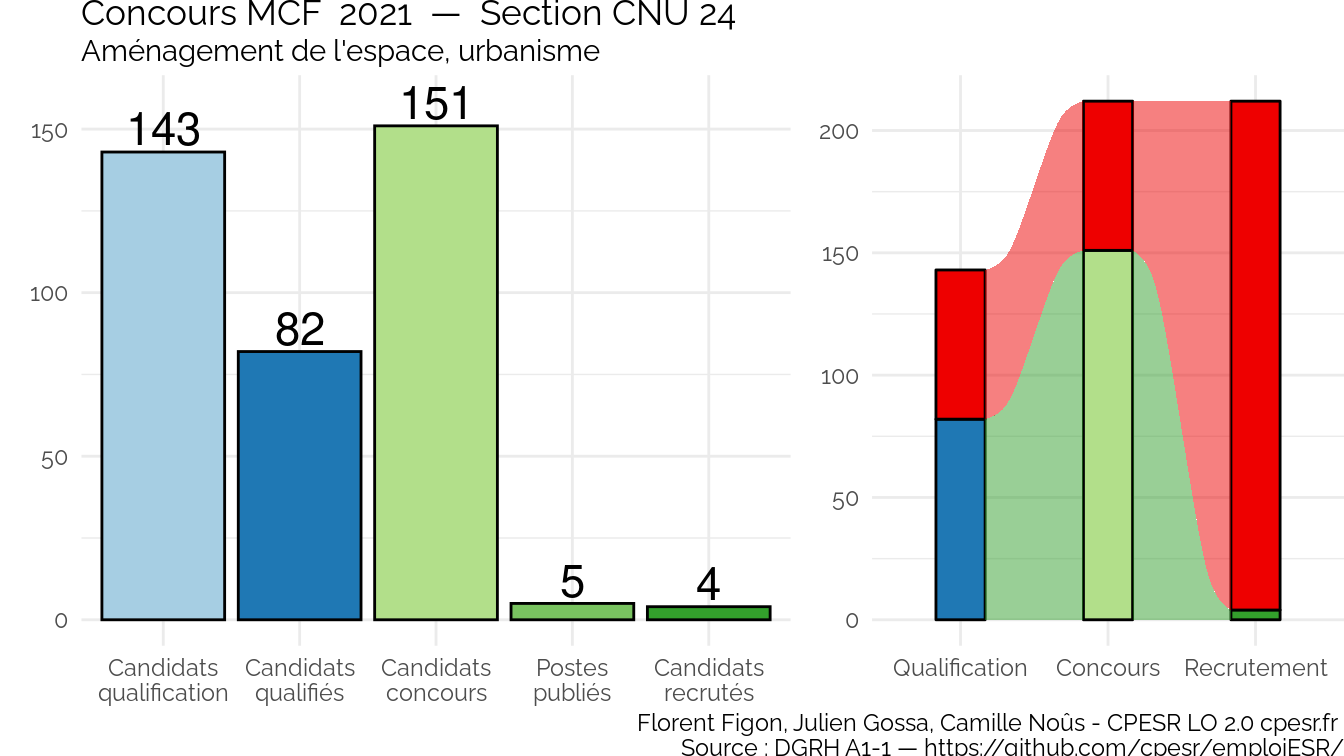 Concours MCF 2021 — Section CNU 24
Aménagement de l'espace, urbanisme
150
100
50
0
143
82
151
5
4
Candidats
qualification
Candidats
qualifiés
Candidats
concours
Postes
publiés
Candidats
recrutés
200
150
100
50
0
Qualification
Concours
Recrutement
Florent Figon, Julien Gossa, Camille Noûs - CPESR LO 2.0 cpesr.fr
Source : DGRH A1-1 — https://github.com/cpesr/emploiESR/